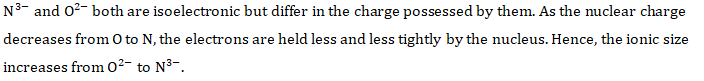 N³⁻ and O²⁻ both are isoelectronic but differ in the charge possessed by them. As the nuclear charge
decreases from O to N, the electrons are held less and less tightly by the nucleus. Hence, the ionic size
increases from O²⁻ to N³⁻.